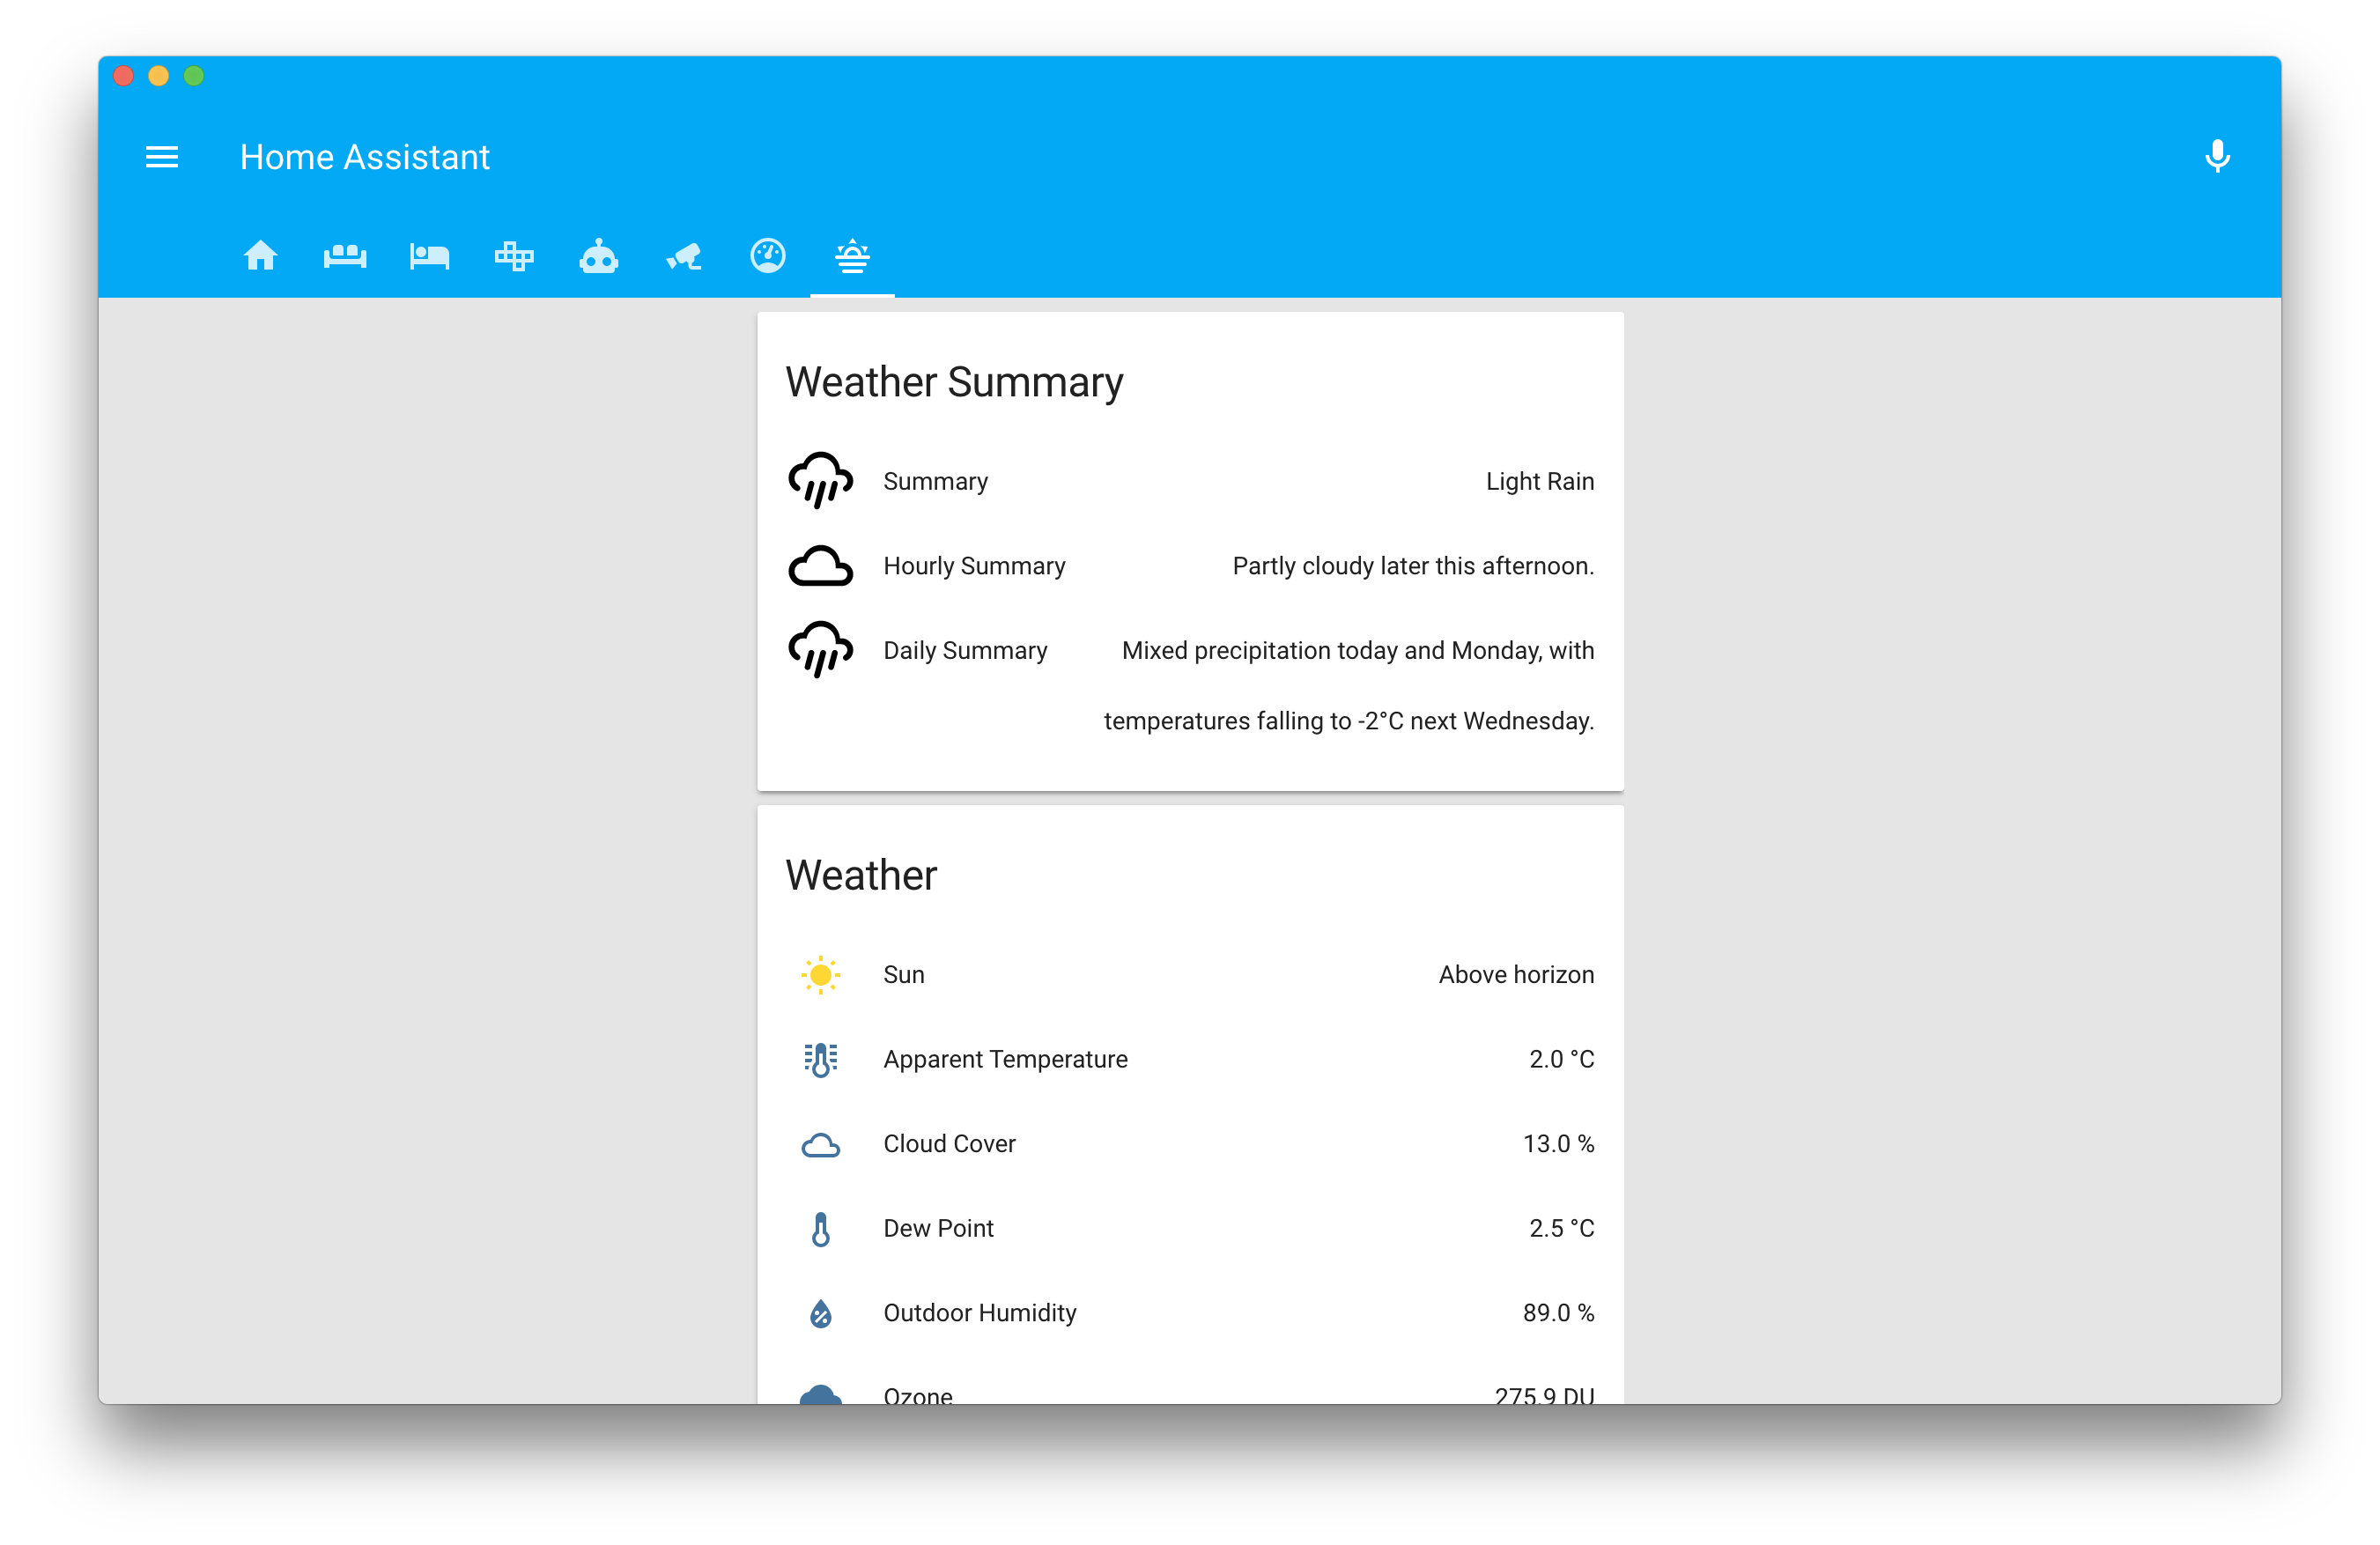 Home Assistant
Weather Summary
Summary Light Rain
Hourly Summary Partly cloudy later this afternoon.
Daily Summary Mixed precipitation today and Monday, with
temperatures falling to -2°C next Wednesday.
Weather
Sun Above horizon
Apparent Temperature 2.0 °C
Cloud Cover 13.0 %
Dew Point 2.5 °C
Outdoor Humidity 89.0 %
Ozone 275.9 DU